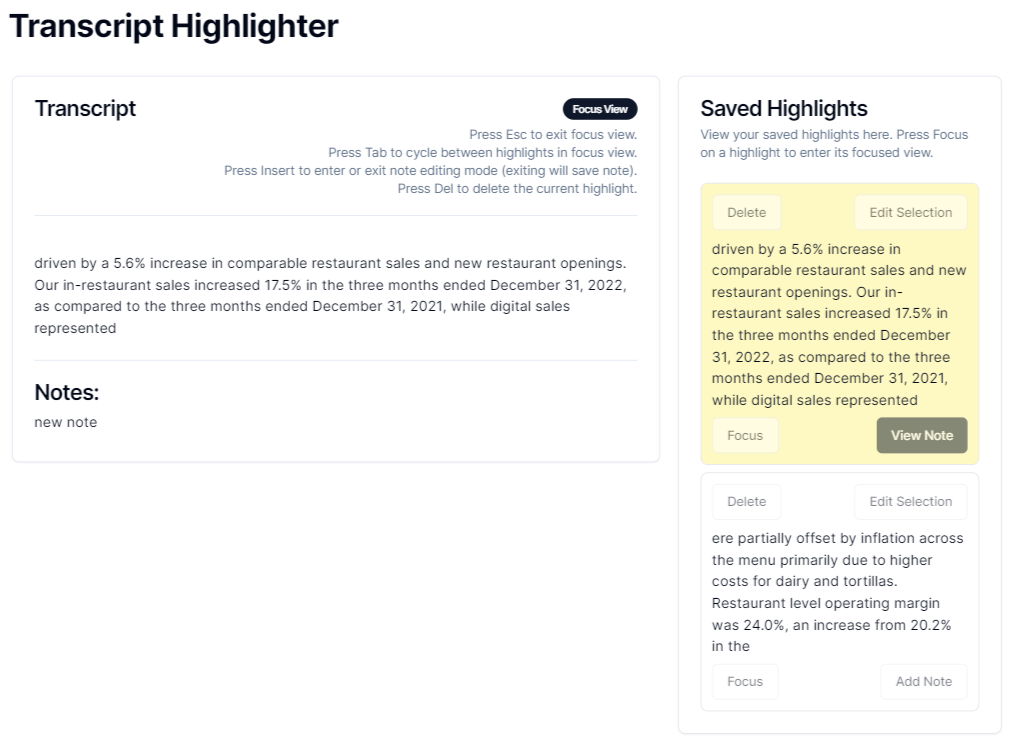 Transcript Highlighter
Transcript
Focus View
Press Esc to exit focus view.
Press Tab to cycle between highlights in focus view.
Press Insert to enter or exit note editing mode (exiting will save note).
Press Del to delete the current highlight.
driven by a 5.6% increase in comparable restaurant sales and new restaurant openings.
Our in-restaurant sales increased 17.5% in the three months ended December 31, 2022,
as compared to the three months ended December 31, 2021, while digital sales
represented
Notes:
new note
Saved Highlights
View your saved highlights here. Press Focus
on a highlight to enter its focused view.
Delete
Edit Selection
driven by a 5.6% increase in
comparable restaurant sales and new
restaurant openings. Our in-
restaurant sales increased 17.5% in
the three months ended December
31, 2022, as compared to the three
months ended December 31, 2021,
while digital sales represented
Focus
View Note
Delete
Edit Selection
ere partially offset by inflation across
the menu primarily due to higher
costs for dairy and tortillas.
Restaurant level operating margin
was 24.0%, an increase from 20.2%
in the
Focus
Add Note